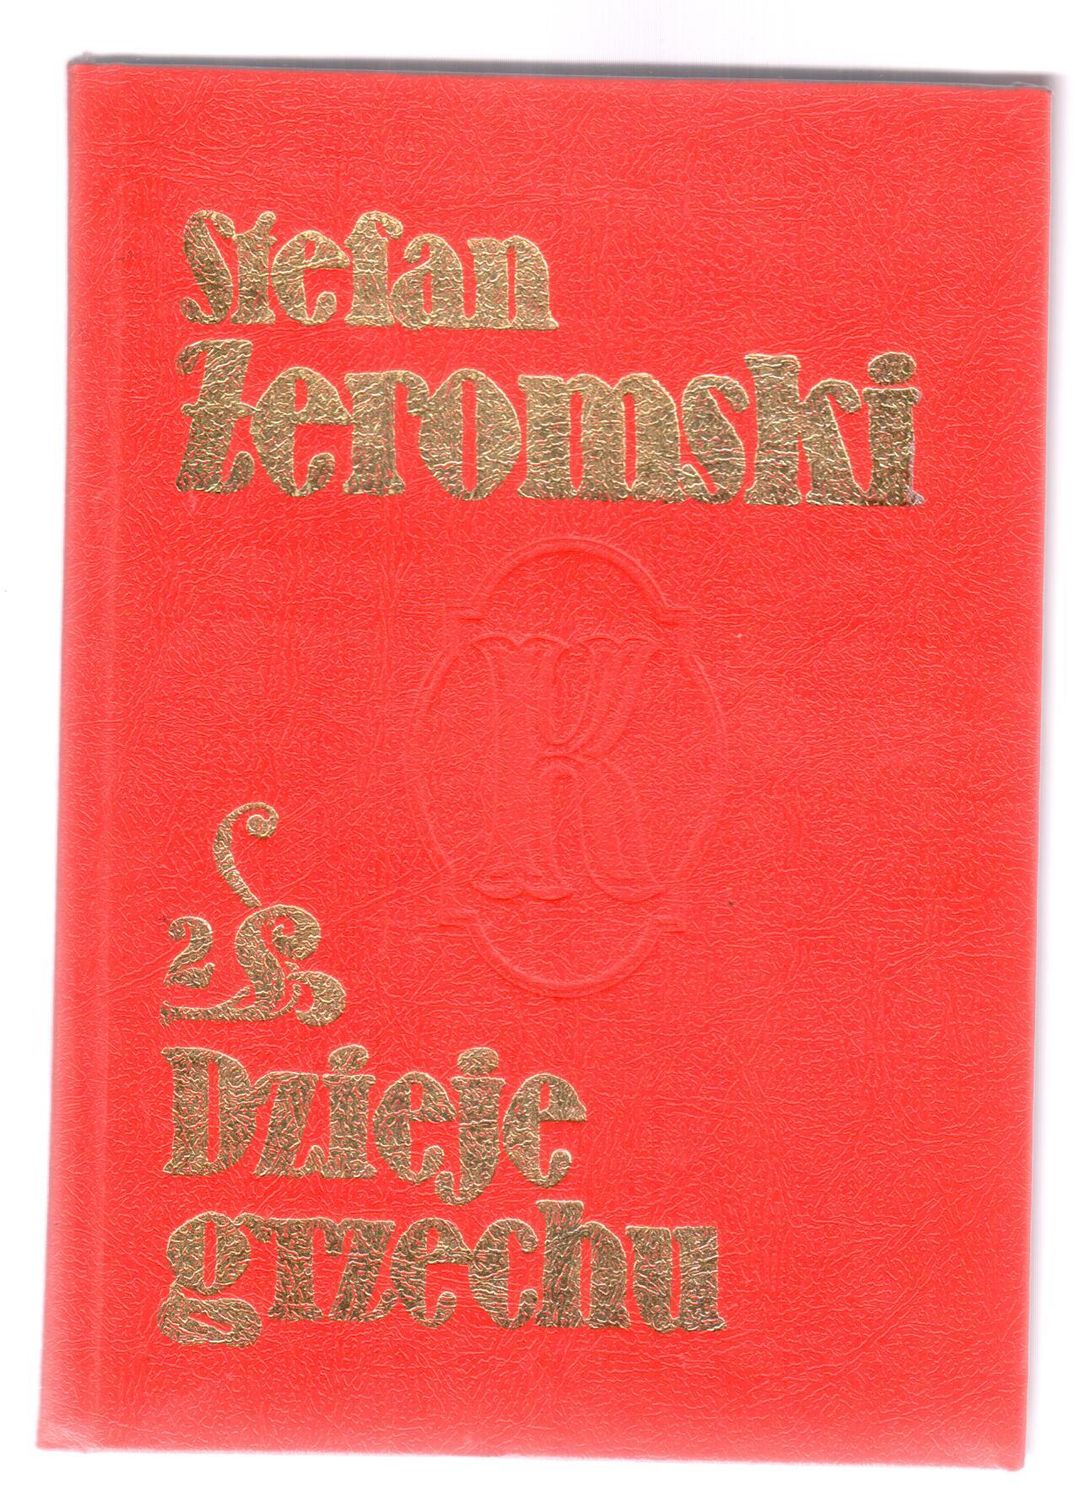 Stefan
Żeromski
K
2
Dzieje
grzechu